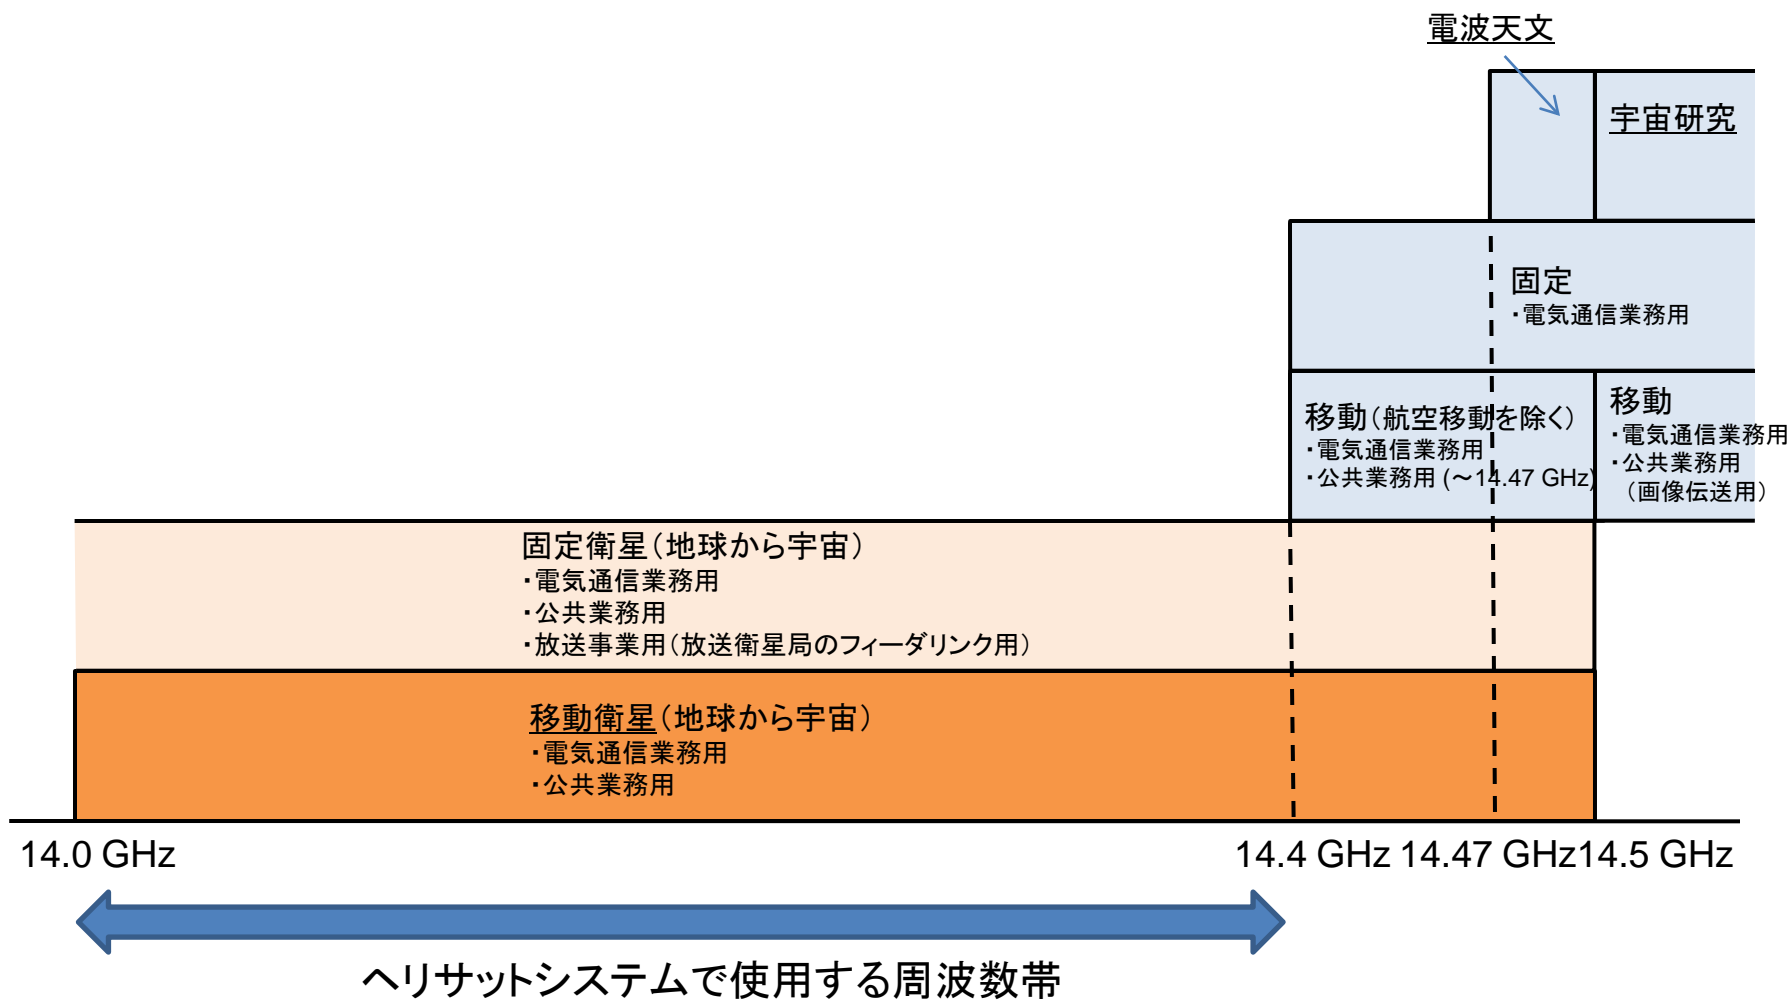 電波天文
宇宙研究
固定
・電気通信業務用
移動（航空移動を除く）
・電気通信業務用
・公共業務用 (～14.47 GHz)
移動
・電気通信業務用
・公共業務用
（画像伝送用）
固定衛星（地球から宇宙）
・電気通信業務用
・公共業務用
・放送事業用（放送衛星局のフィーダリンク用）
移動衛星（地球から宇宙）
・電気通信業務用
・公共業務用
14.0 GHz
14.4 GHz
14.47 GHz
14.5 GHz
ヘリサットシステムで使用する周波数帯